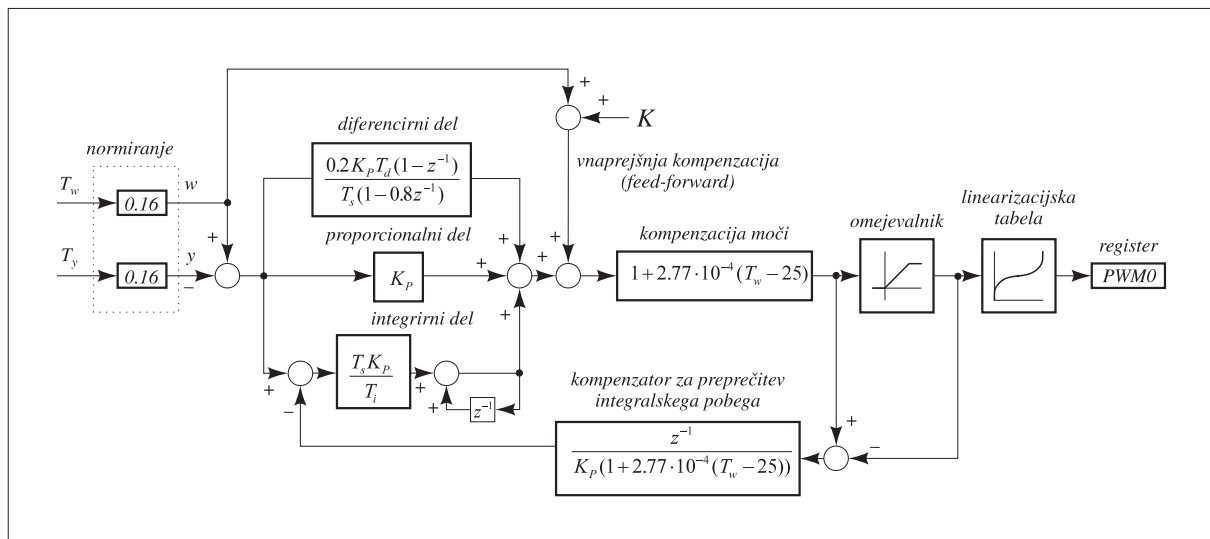 +
+
K
diferencirni del
normiranje
vnaprejšnja kompenzacija
(feed-forward)
0.2 K_P T_d (1 − z^{−1})
T_s (1 − 0.8z^{−1})
T_w
w
0.16
linearizacijska
tabela
omejevalnik
+
proporcionalni del
+
+
kompenzacija moči
register
T_y
y
0.16
−
K_P
+
+
1 + 2.77 · 10^{−4} (T_w − 25)
PWM0
integrirni del
+
T_s K_P
T_i
+
+
−
+
z^{−1}
kompenzator za preprečitev
integralskega pobega
+
−
z^{−1}
K_P (1 + 2.77 · 10^{−4} (T_w − 25))